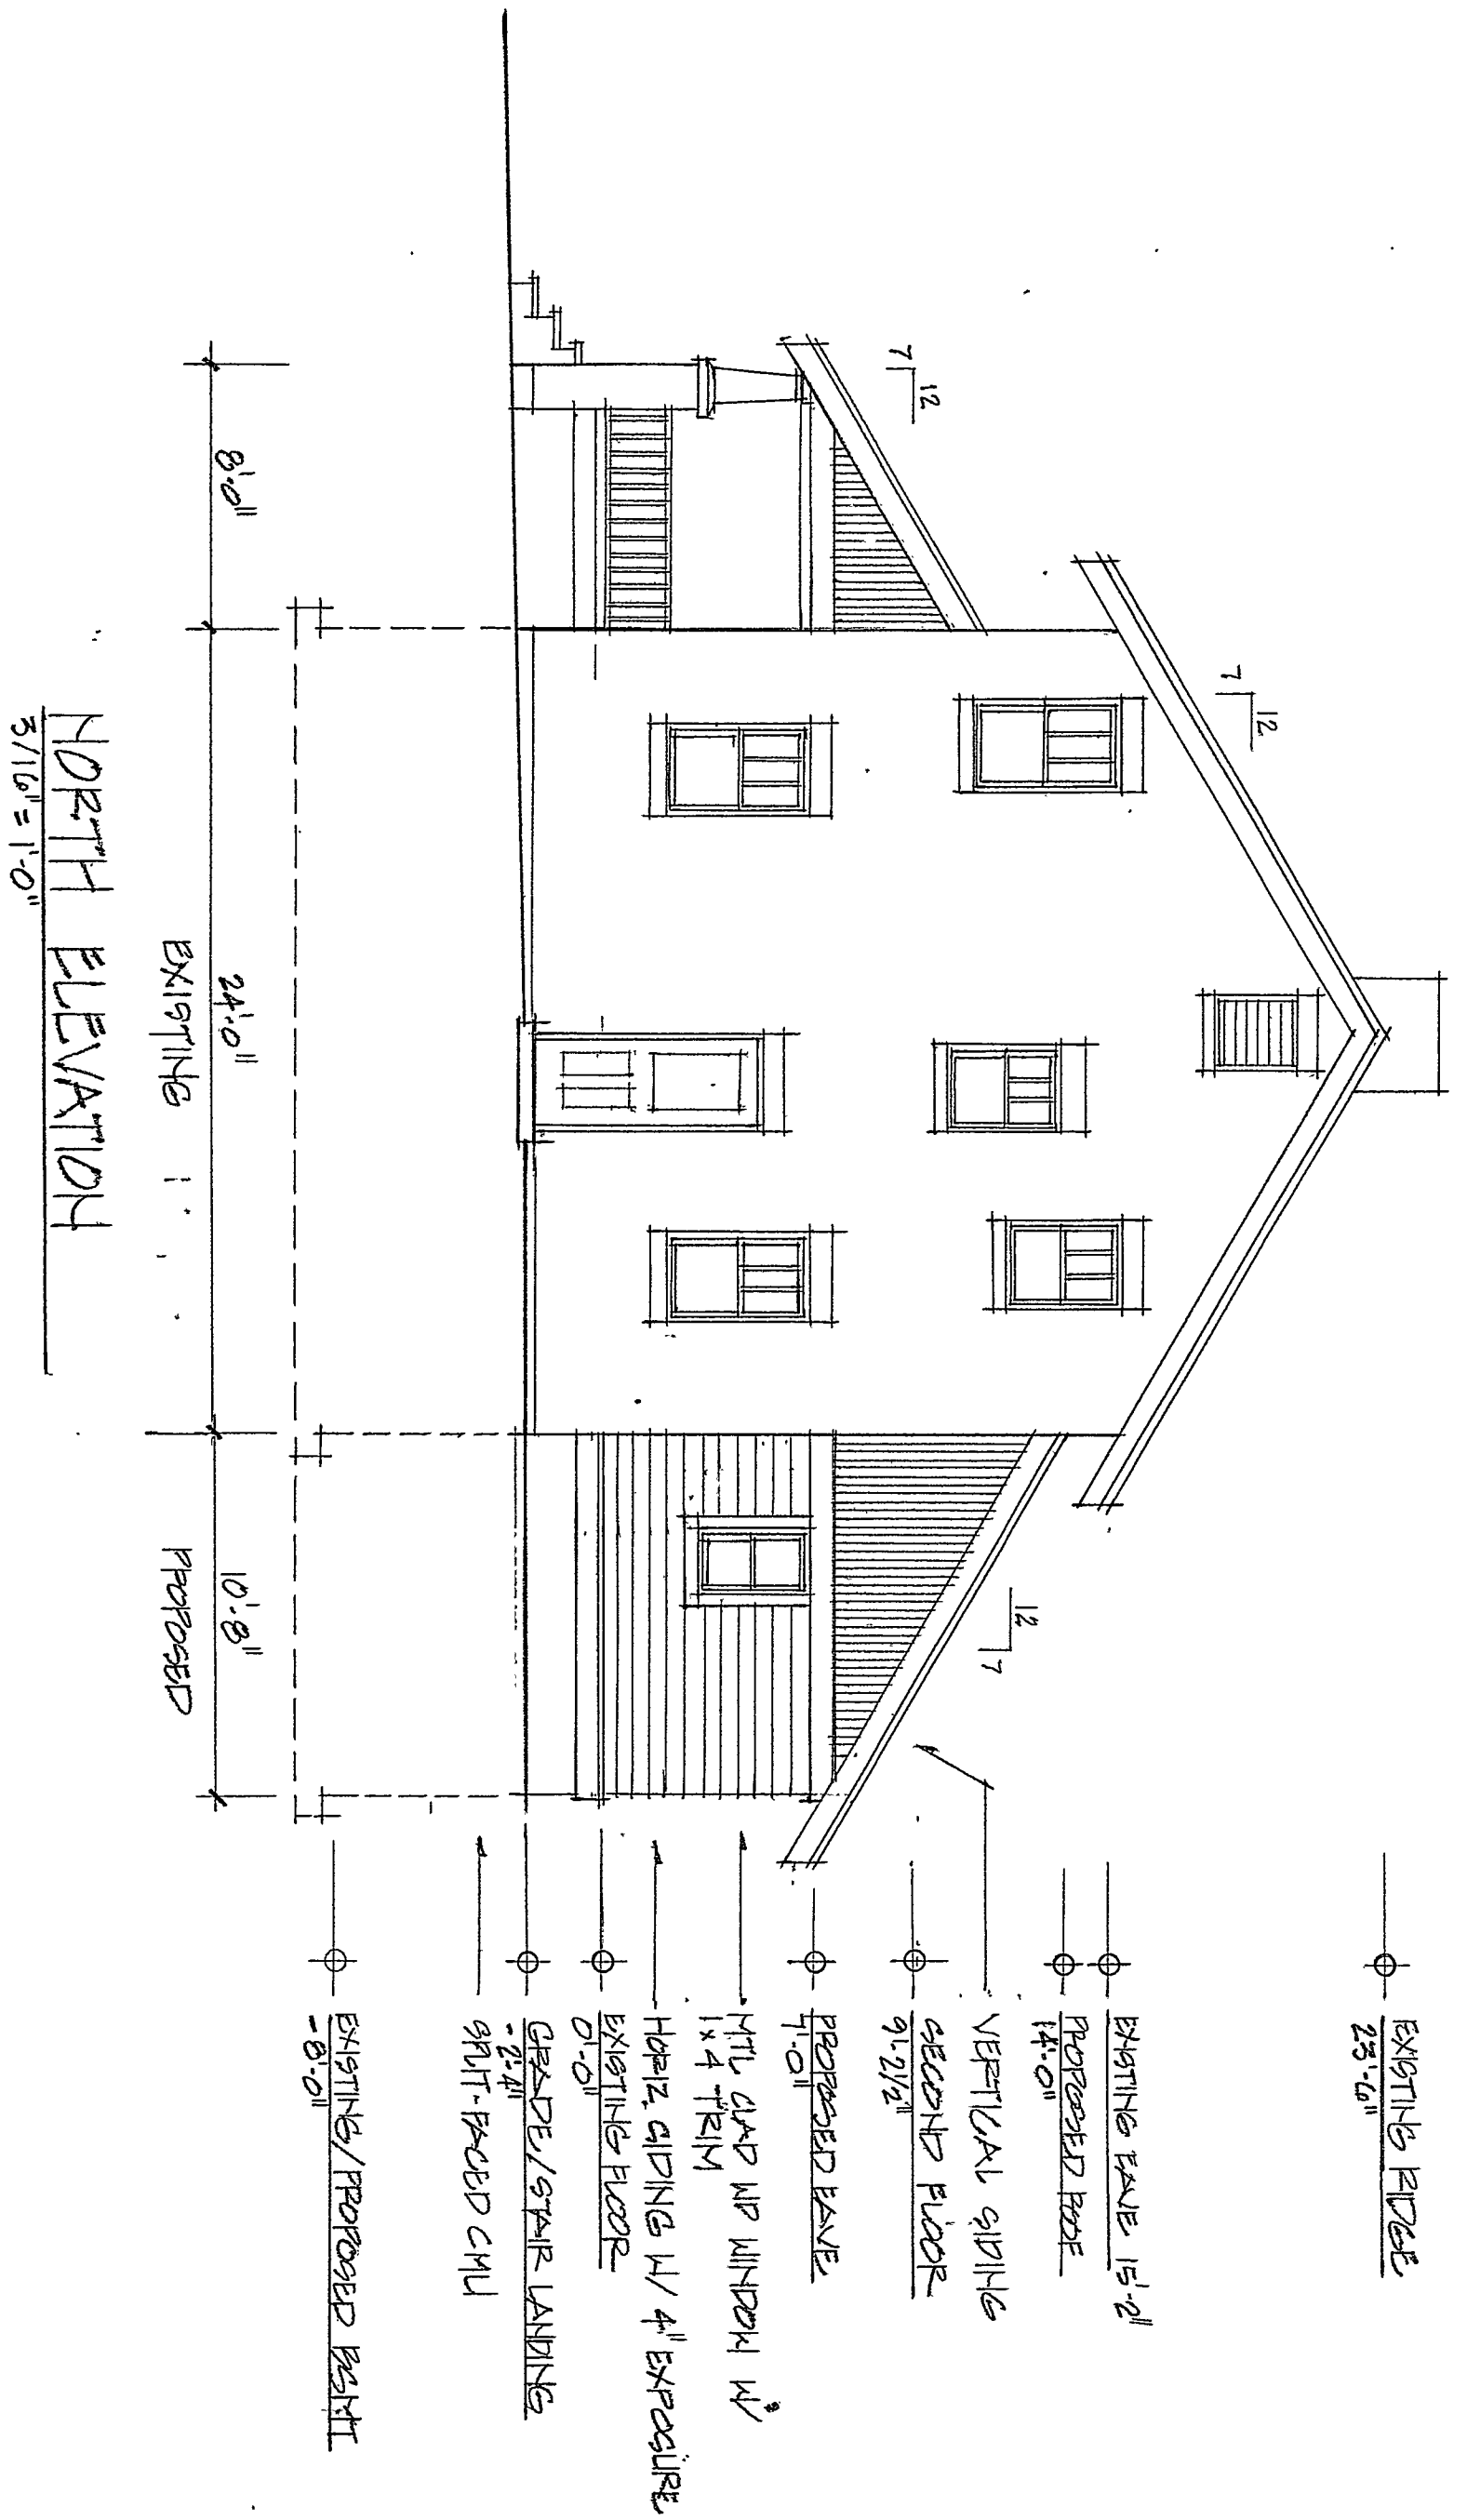 EXISTING RIDGE
23'-6"
EXISTING EAVE 15'-2"
PROPOSED ROOF
14'-0"
VERTICAL SIDING
SECOND FLOOR
9'-2 1/2"
PROPOSED EAVE
7'-0"
MTL CLAD WD WINDOW W/
1x4 TRIM
HORIZ. SIDING W/ 4" EXPOSURE
EXISTING FLOOR
0'-0"
GRADE/STAIR LANDING
-2'-4"
SPLIT-FACED CMU
EXISTING/PROPOSED BSMT
-8'-0"
12
7
12
7
12
7
8'-0"
24'-0"
10'-8"
EXISTING
PROPOSED
NORTH ELEVATION
3/16" = 1'-0"